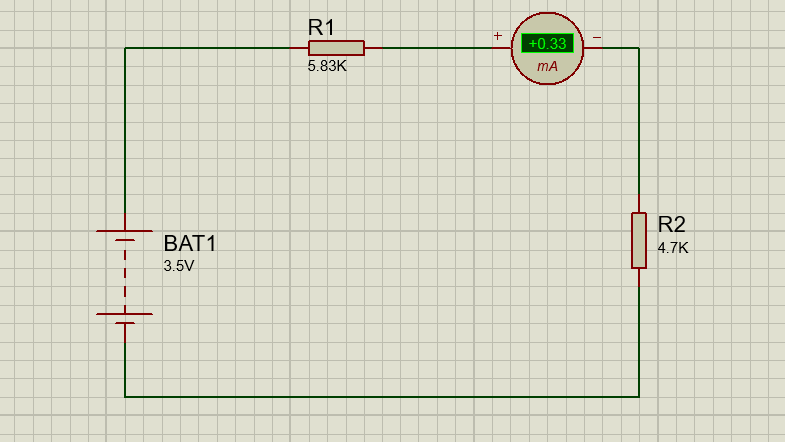 R1
5.83K
+
+0.33
mA
−
BAT1
3.5V
R2
4.7K